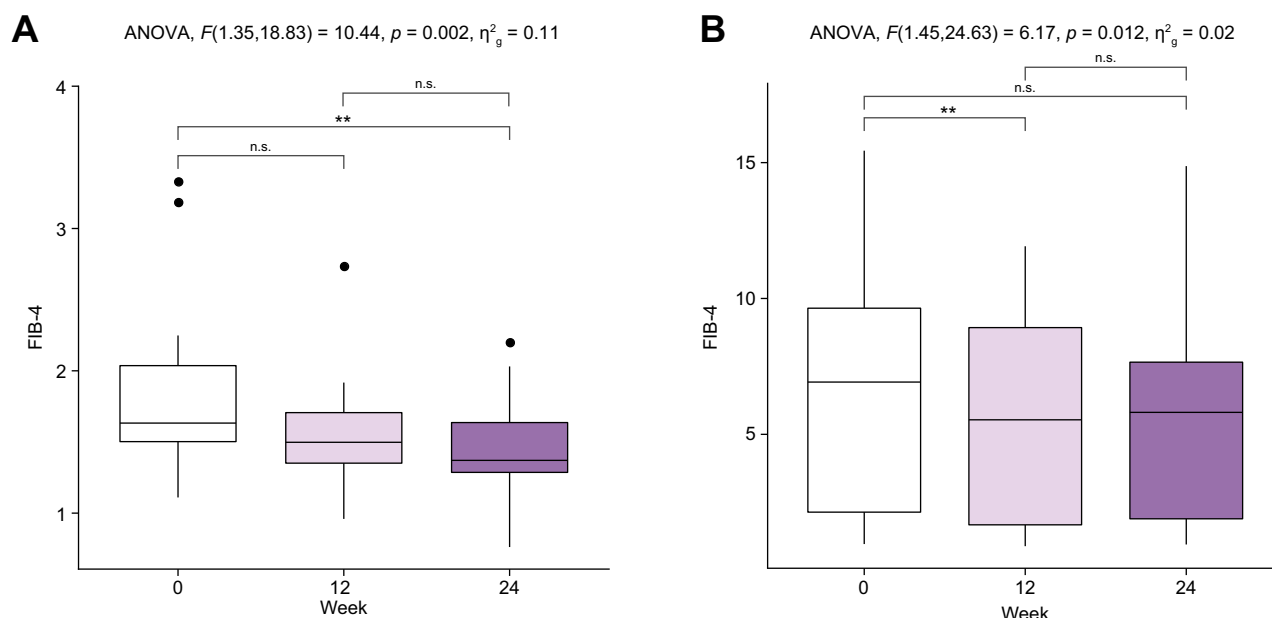 A
ANOVA, F(1.35,18.83) = 10.44, p = 0.002, η²g = 0.11
n.s.
**
n.s.
4
3
2
1
FIB-4
0
12
24
Week
B
ANOVA, F(1.45,24.63) = 6.17, p = 0.012, η²g = 0.02
n.s.
n.s.
**
15
10
5
FIB-4
0
12
24
Week